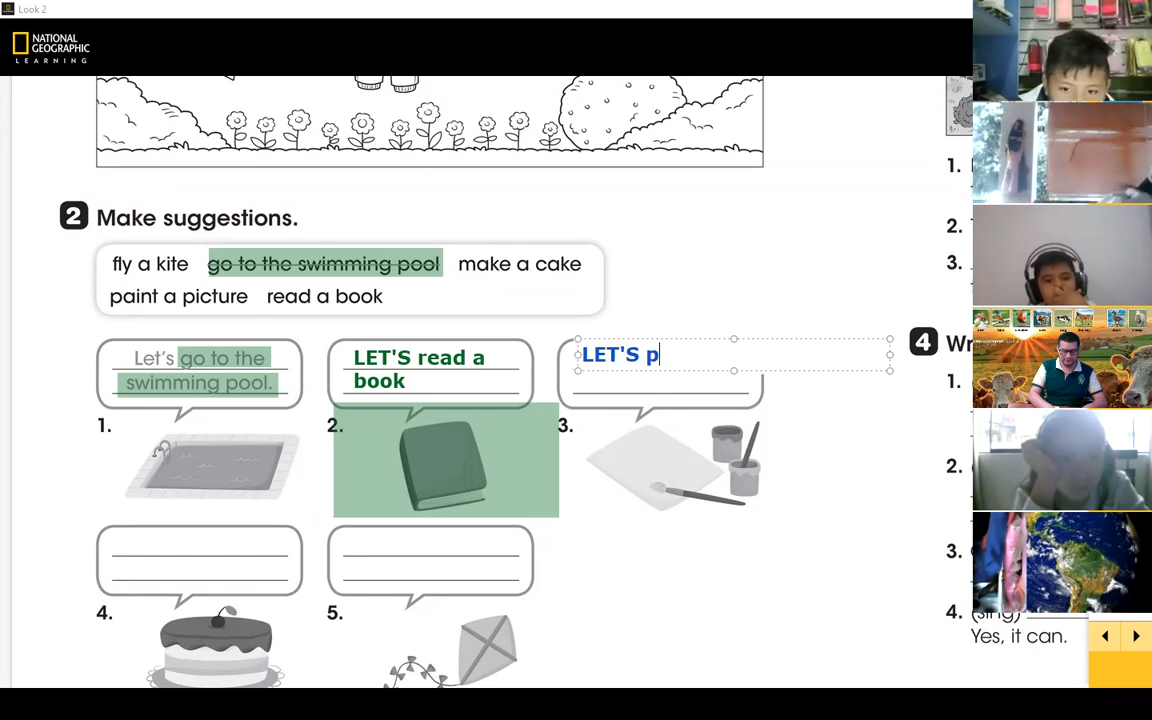 Look 2
NATIONAL
GEOGRAPHIC
LEARNING
2 Make suggestions.
fly a kite go to the swimming pool make a cake
paint a picture read a book
Let's go to the
swimming pool.
LET'S read a
book
LET'S p
1.
2.
3.
4.
5.
1.
2.
3.
4 Wr
1.
2.
3.
4. (sing)
Yes, it can.